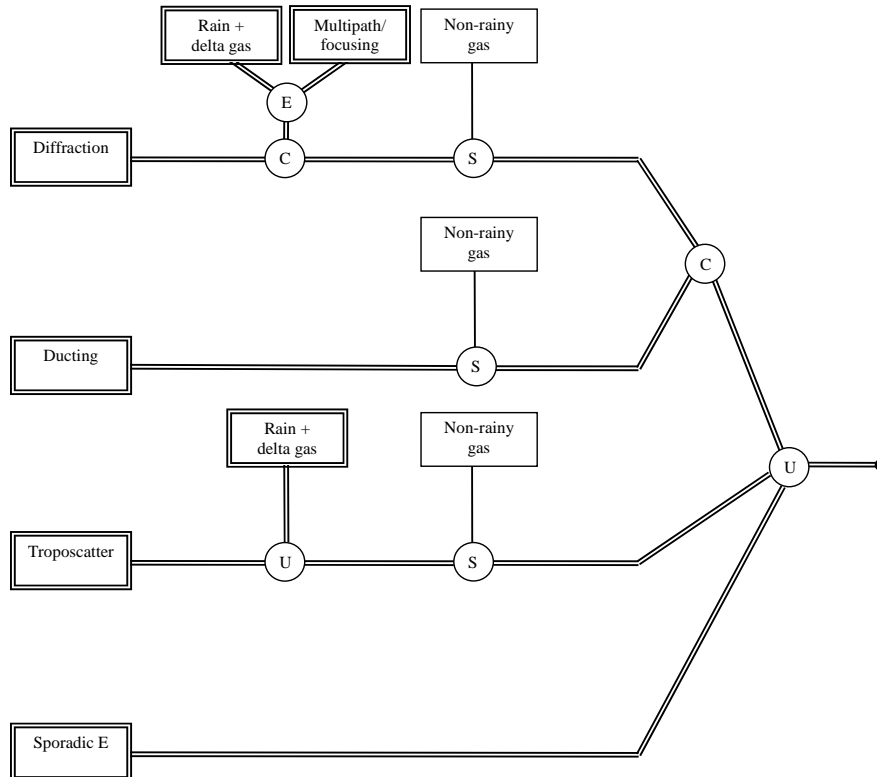 Rain +
delta gas
Multipath/
focusing
Non-rainy
gas
E
Diffraction
C
S
Non-rainy
gas
C
Ducting
S
Rain +
delta gas
Non-rainy
gas
U
Troposcatter
U
S
Sporadic E